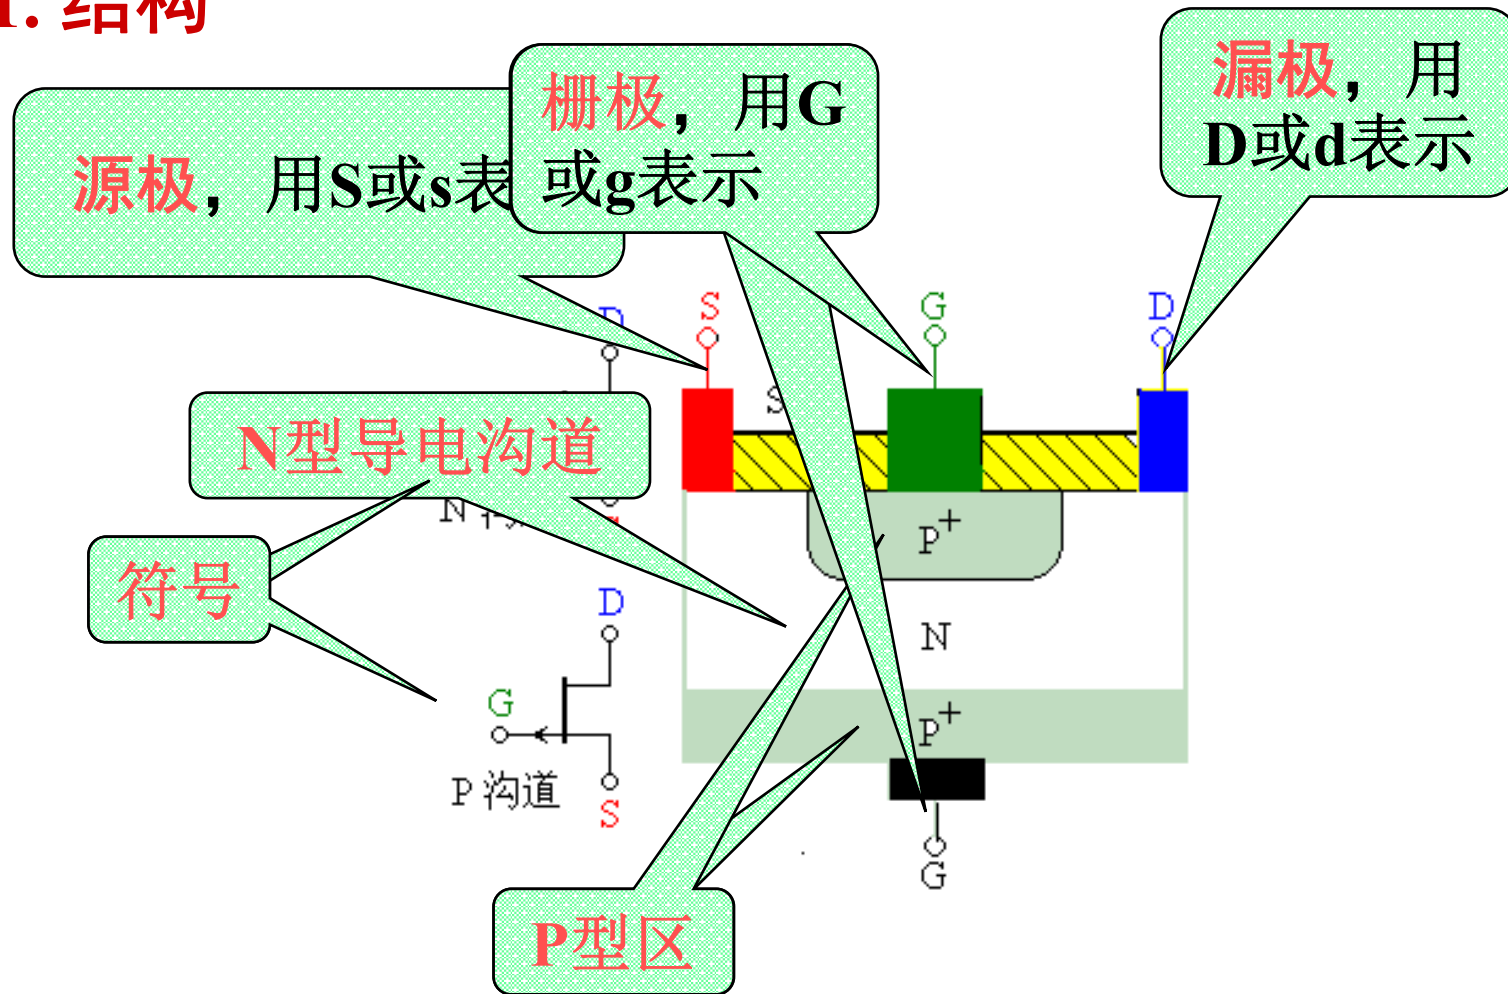 1. 结构
源极，用S或s表
栅极，用G
或g表示
漏极，用
D或d表示
D
S
G
D
S
N型导电沟道
P+
符号
D
N
G
P+
P 沟道
S
G
P型区